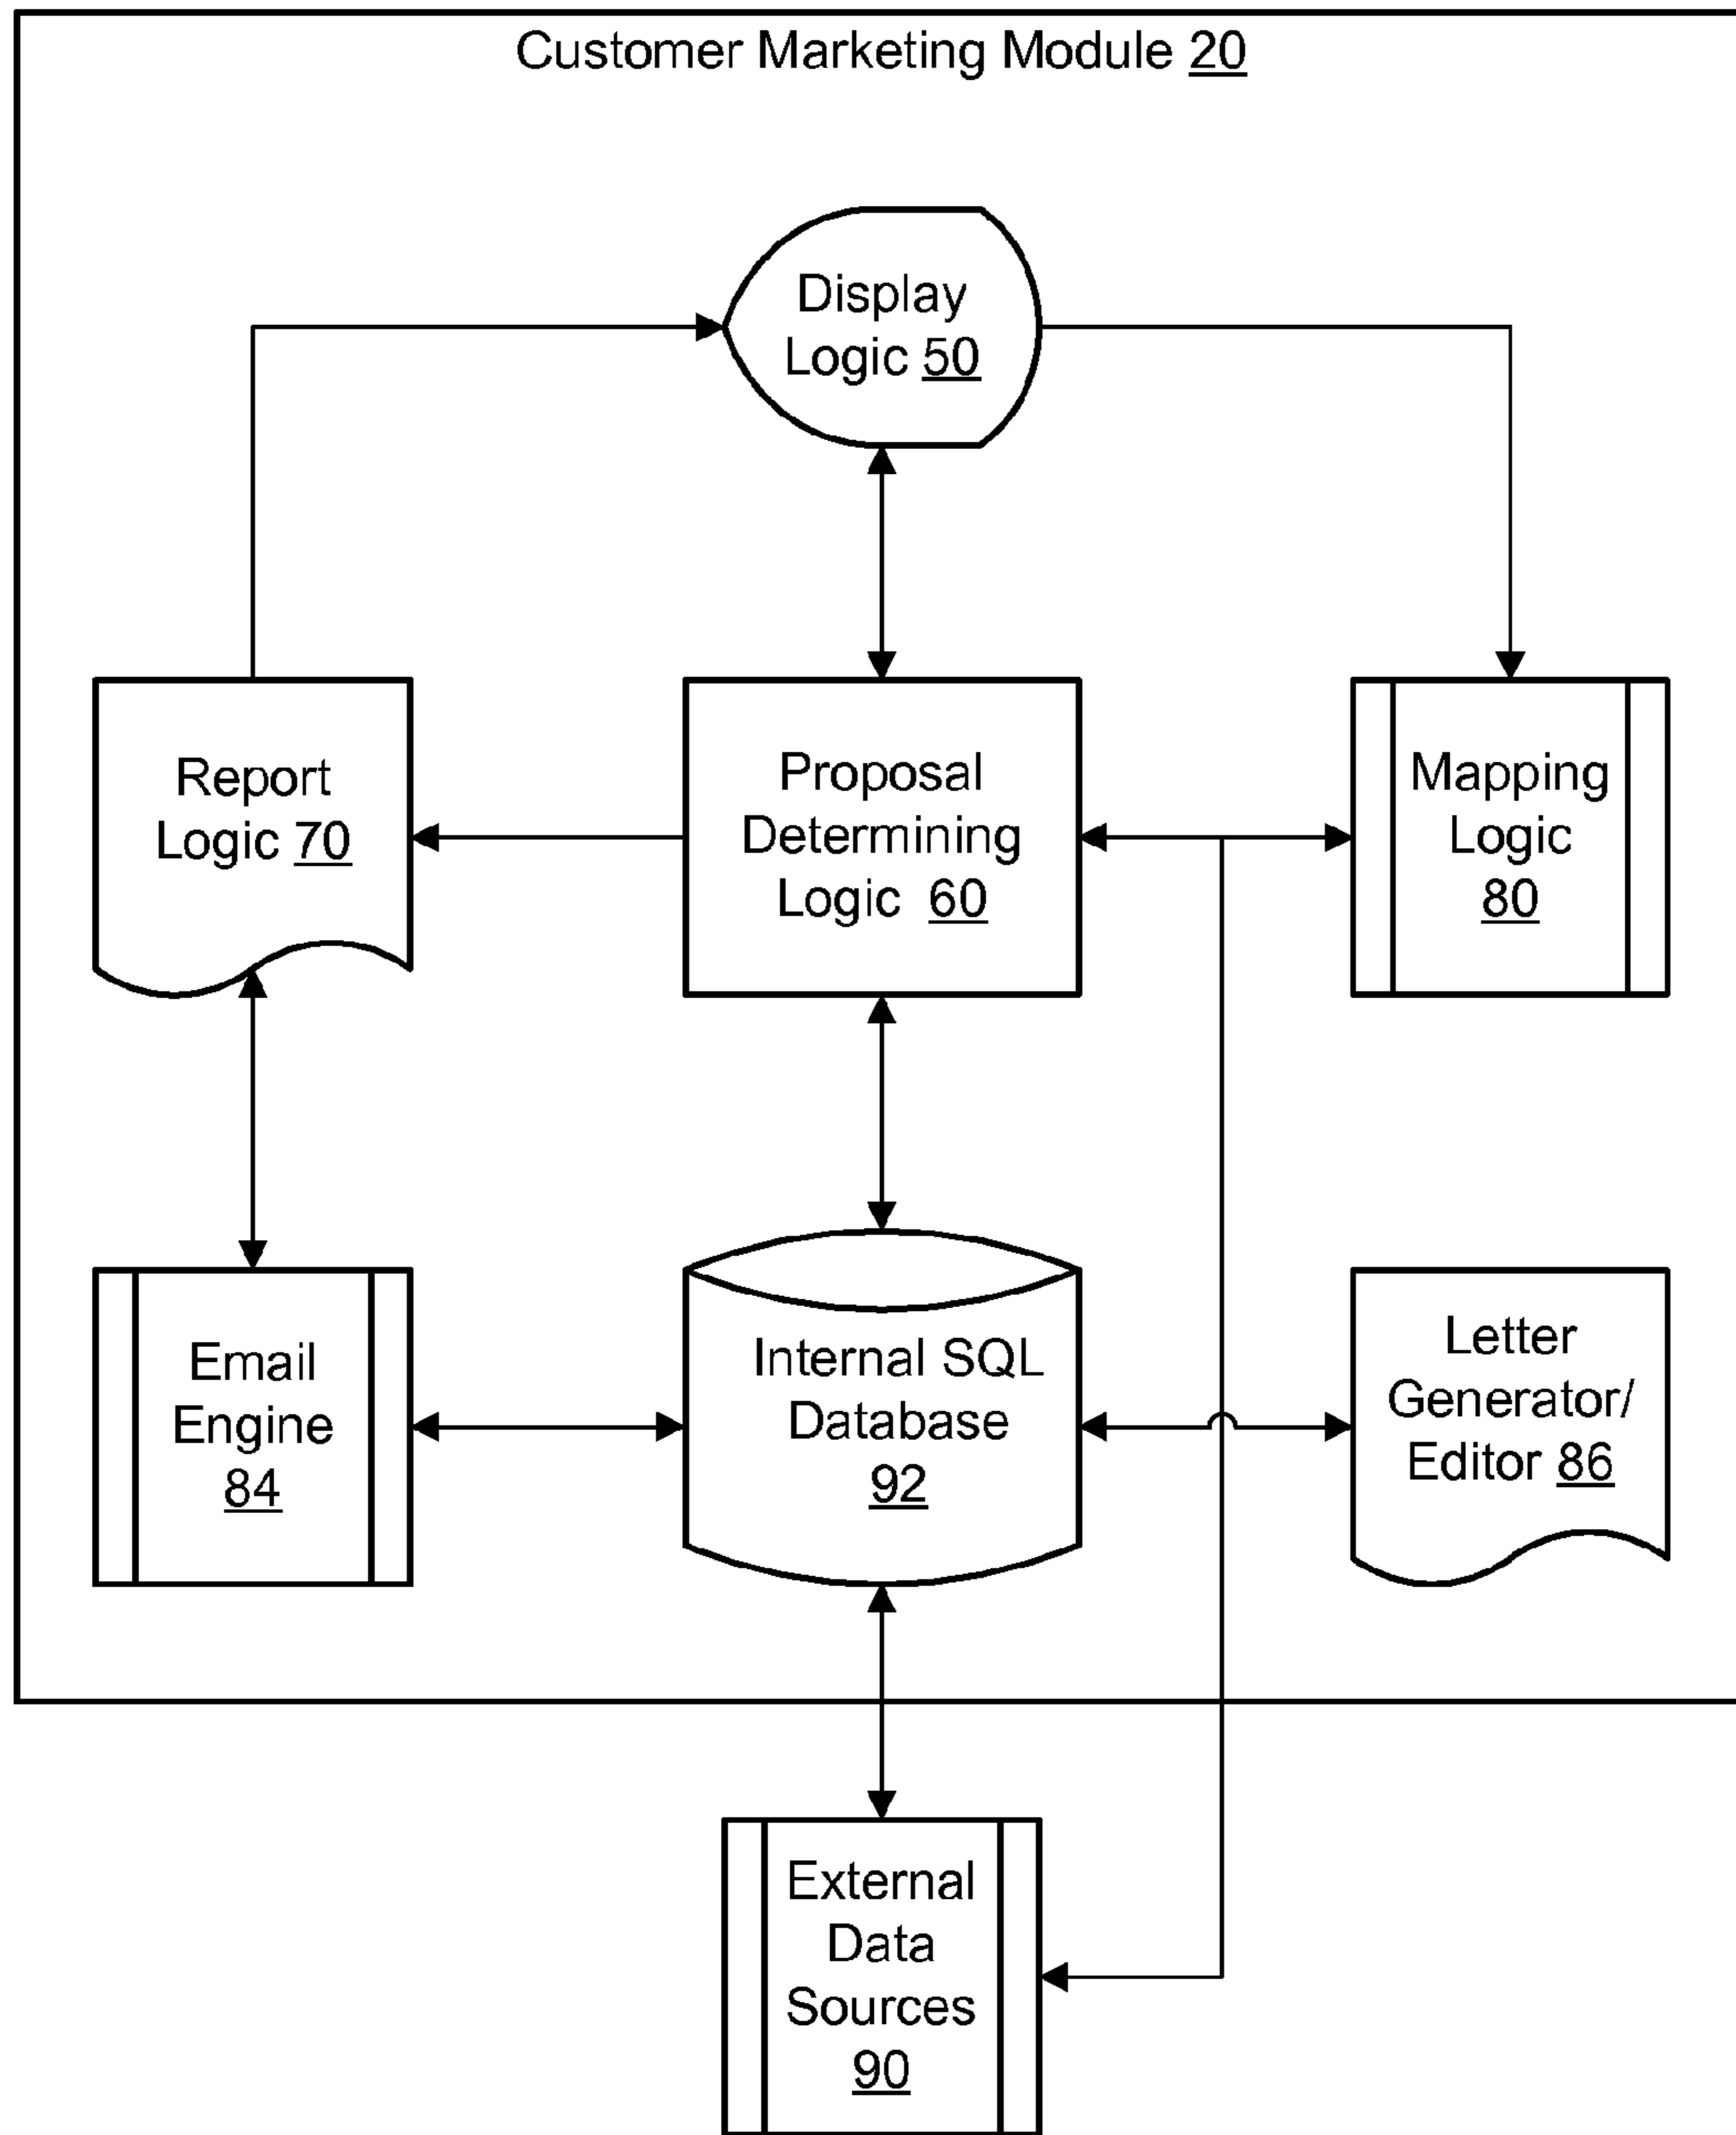 Customer Marketing Module 20
Display
Logic 50
Report
Logic 70
Proposal
Determining
Logic 60
Mapping
Logic
80
Email
Engine
84
Internal SQL
Database
92
Letter
Generator/
Editor 86
External
Data
Sources
90